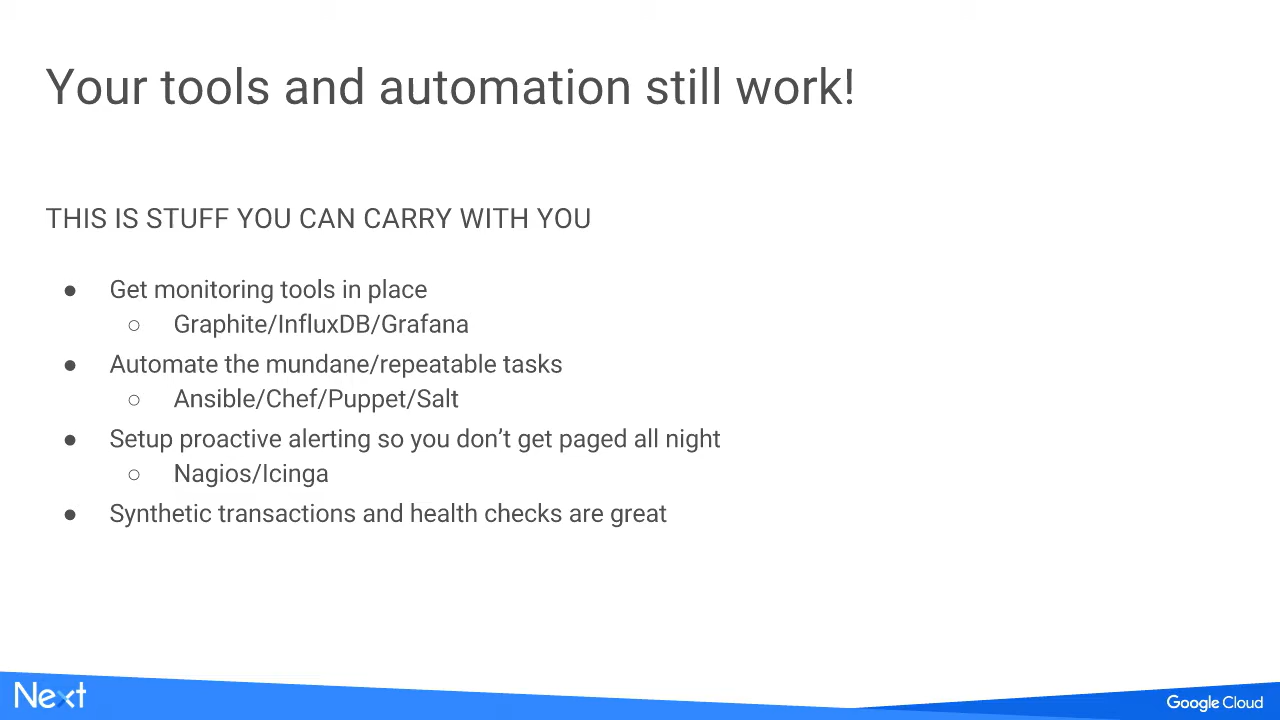 Your tools and automation still work!
THIS IS STUFF YOU CAN CARRY WITH YOU
● Get monitoring tools in place
○ Graphite/InfluxDB/Grafana
● Automate the mundane/repeatable tasks
○ Ansible/Chef/Puppet/Salt
● Setup proactive alerting so you don’t get paged all night
○ Nagios/Icinga
● Synthetic transactions and health checks are great
Next
Google Cloud